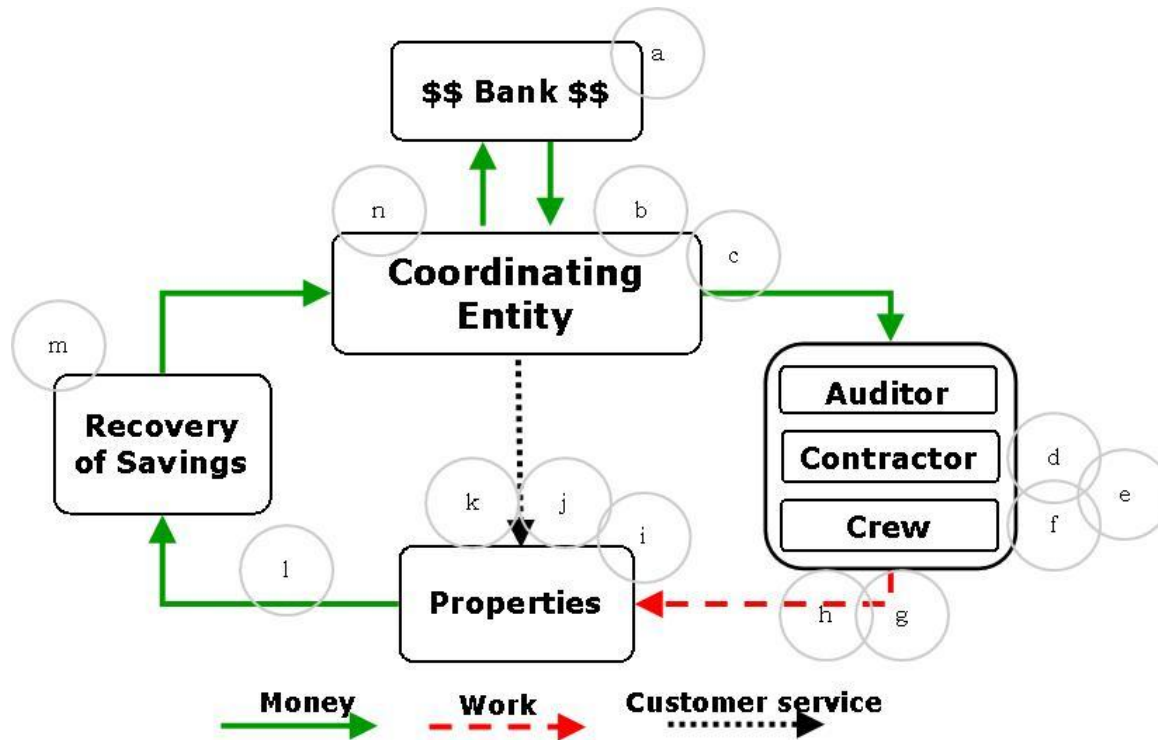 a
$$ Bank $$
n
b
c
Coordinating
Entity
m
Recovery
of Savings
Auditor
Contractor
Crew
d
e
f
k
j
i
l
Properties
h
g
Money
Work
Customer service